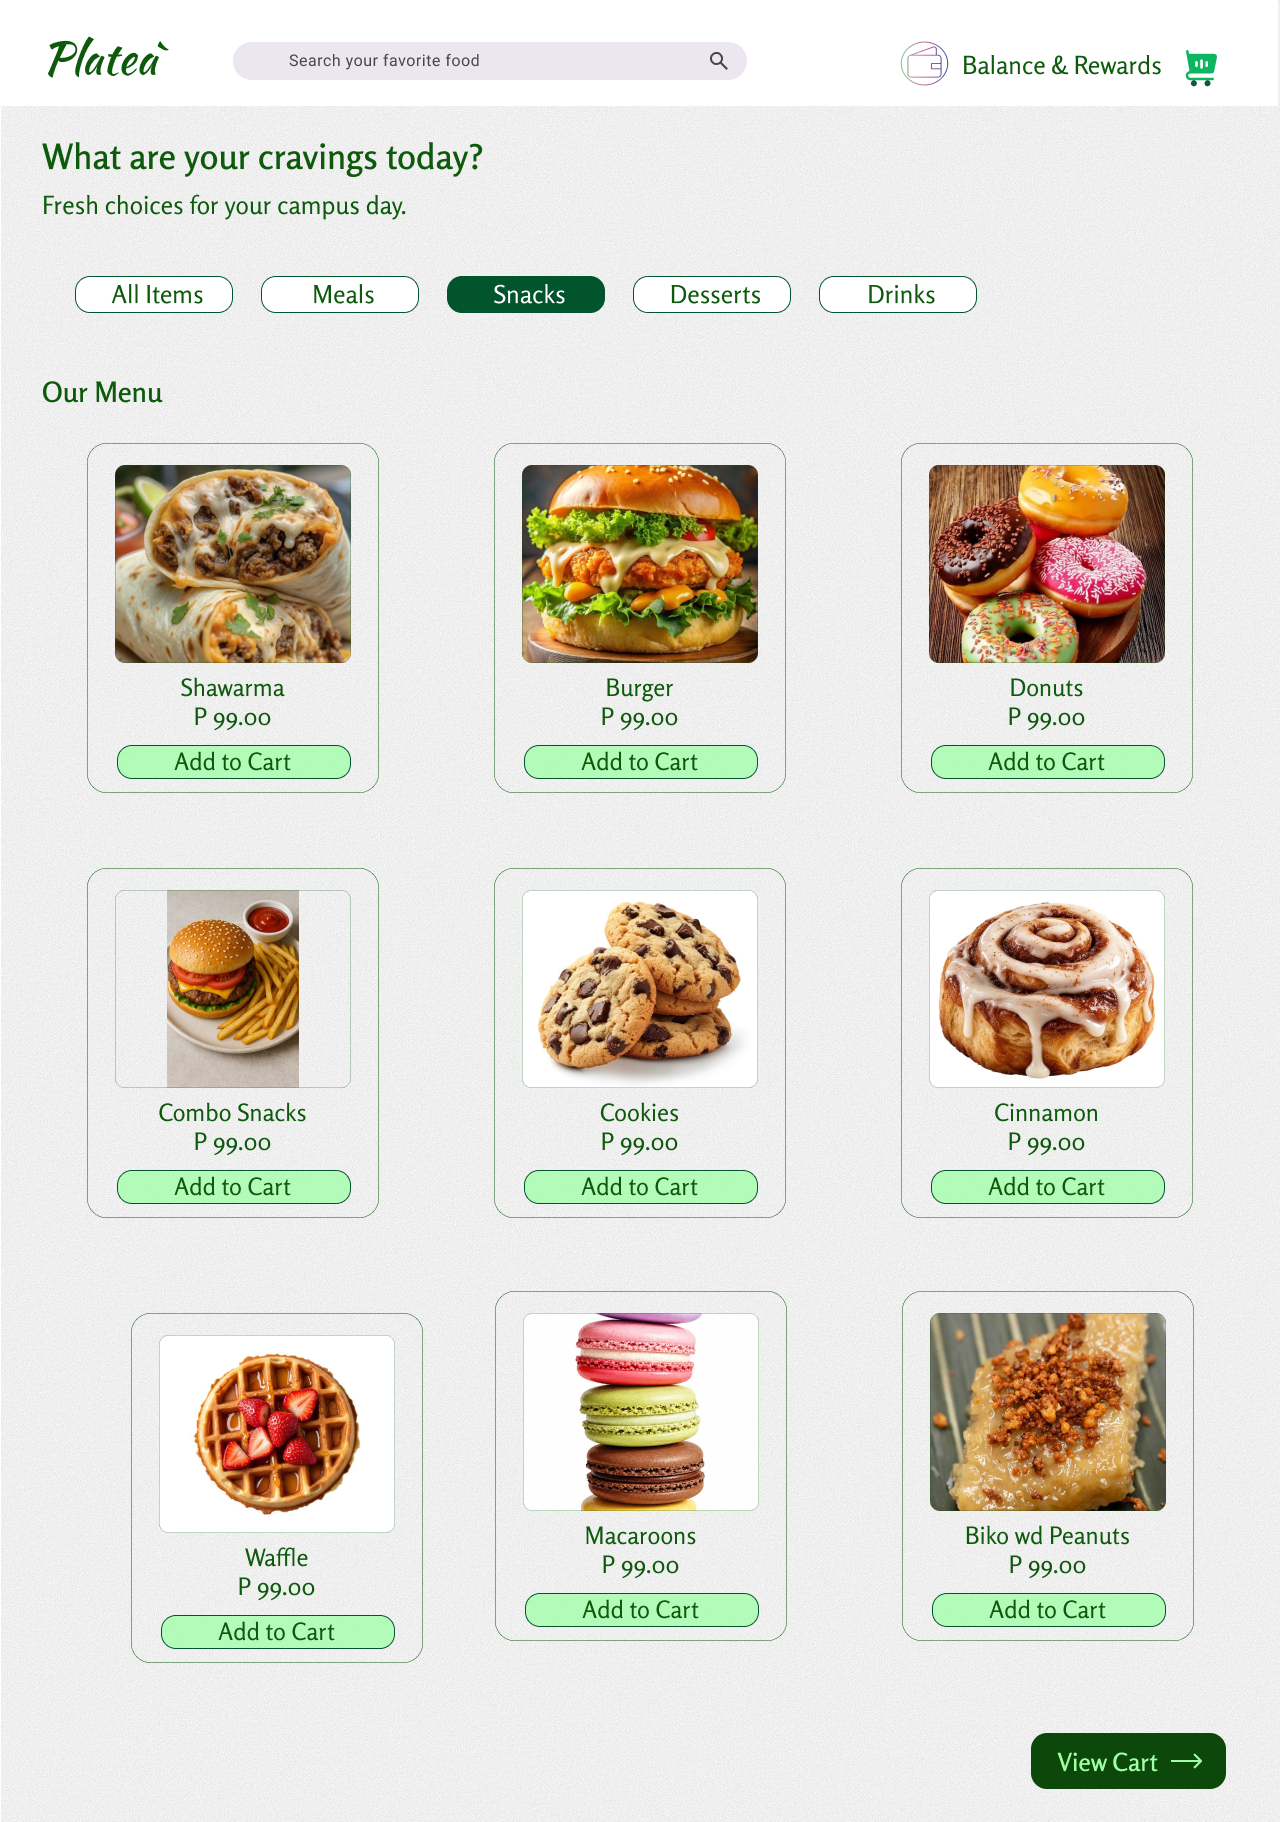 Platea`
Search your favorite food
Balance & Rewards
What are your cravings today?
Fresh choices for your campus day.
All Items
Meals
Snacks
Desserts
Drinks
Our Menu
Shawarma
P 99.00
Add to Cart
Burger
P 99.00
Add to Cart
Donuts
P 99.00
Add to Cart
Combo Snacks
P 99.00
Add to Cart
Cookies
P 99.00
Add to Cart
Cinnamon
P 99.00
Add to Cart
Waffle
P 99.00
Add to Cart
Macaroons
P 99.00
Add to Cart
Biko wd Peanuts
P 99.00
Add to Cart
View Cart